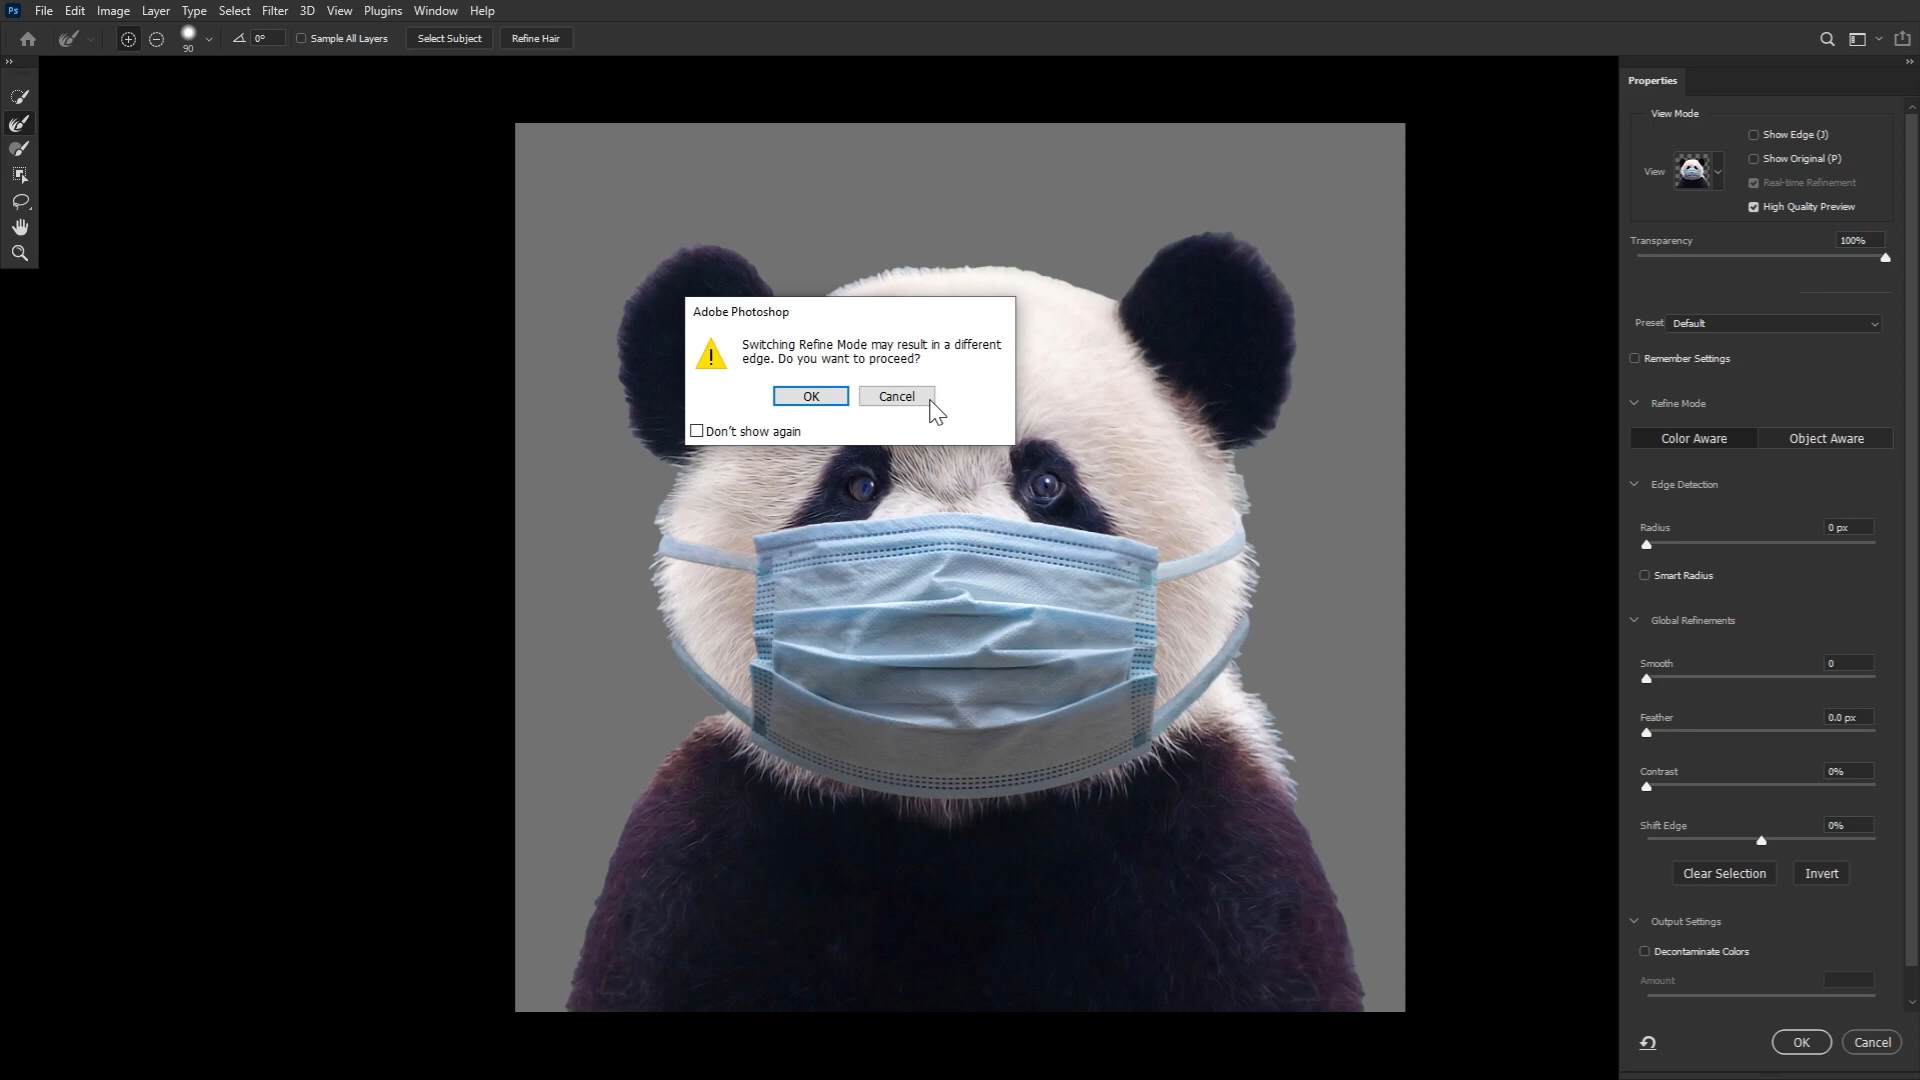 Ps File Edit Image Layer Type Select Filter 3D View Plugins Window Help
90 0° Sample All Layers Select Subject Refine Hair
Properties
View Mode
Show Edge (J)
Show Original (P)
View
Real-time Refinement
High Quality Preview
Transparency 100%
Preset Default
Remember Settings
Refine Mode
Color Aware Object Aware
Edge Detection
Radius 0 px
Smart Radius
Global Refinements
Smooth 0
Feather 0.0 px
Contrast 0%
Shift Edge 0%
Clear Selection Invert
Output Settings
Decontaminate Colors
Amount
OK Cancel
Adobe Photoshop
Switching Refine Mode may result in a different
edge. Do you want to proceed?
OK Cancel
Don't show again